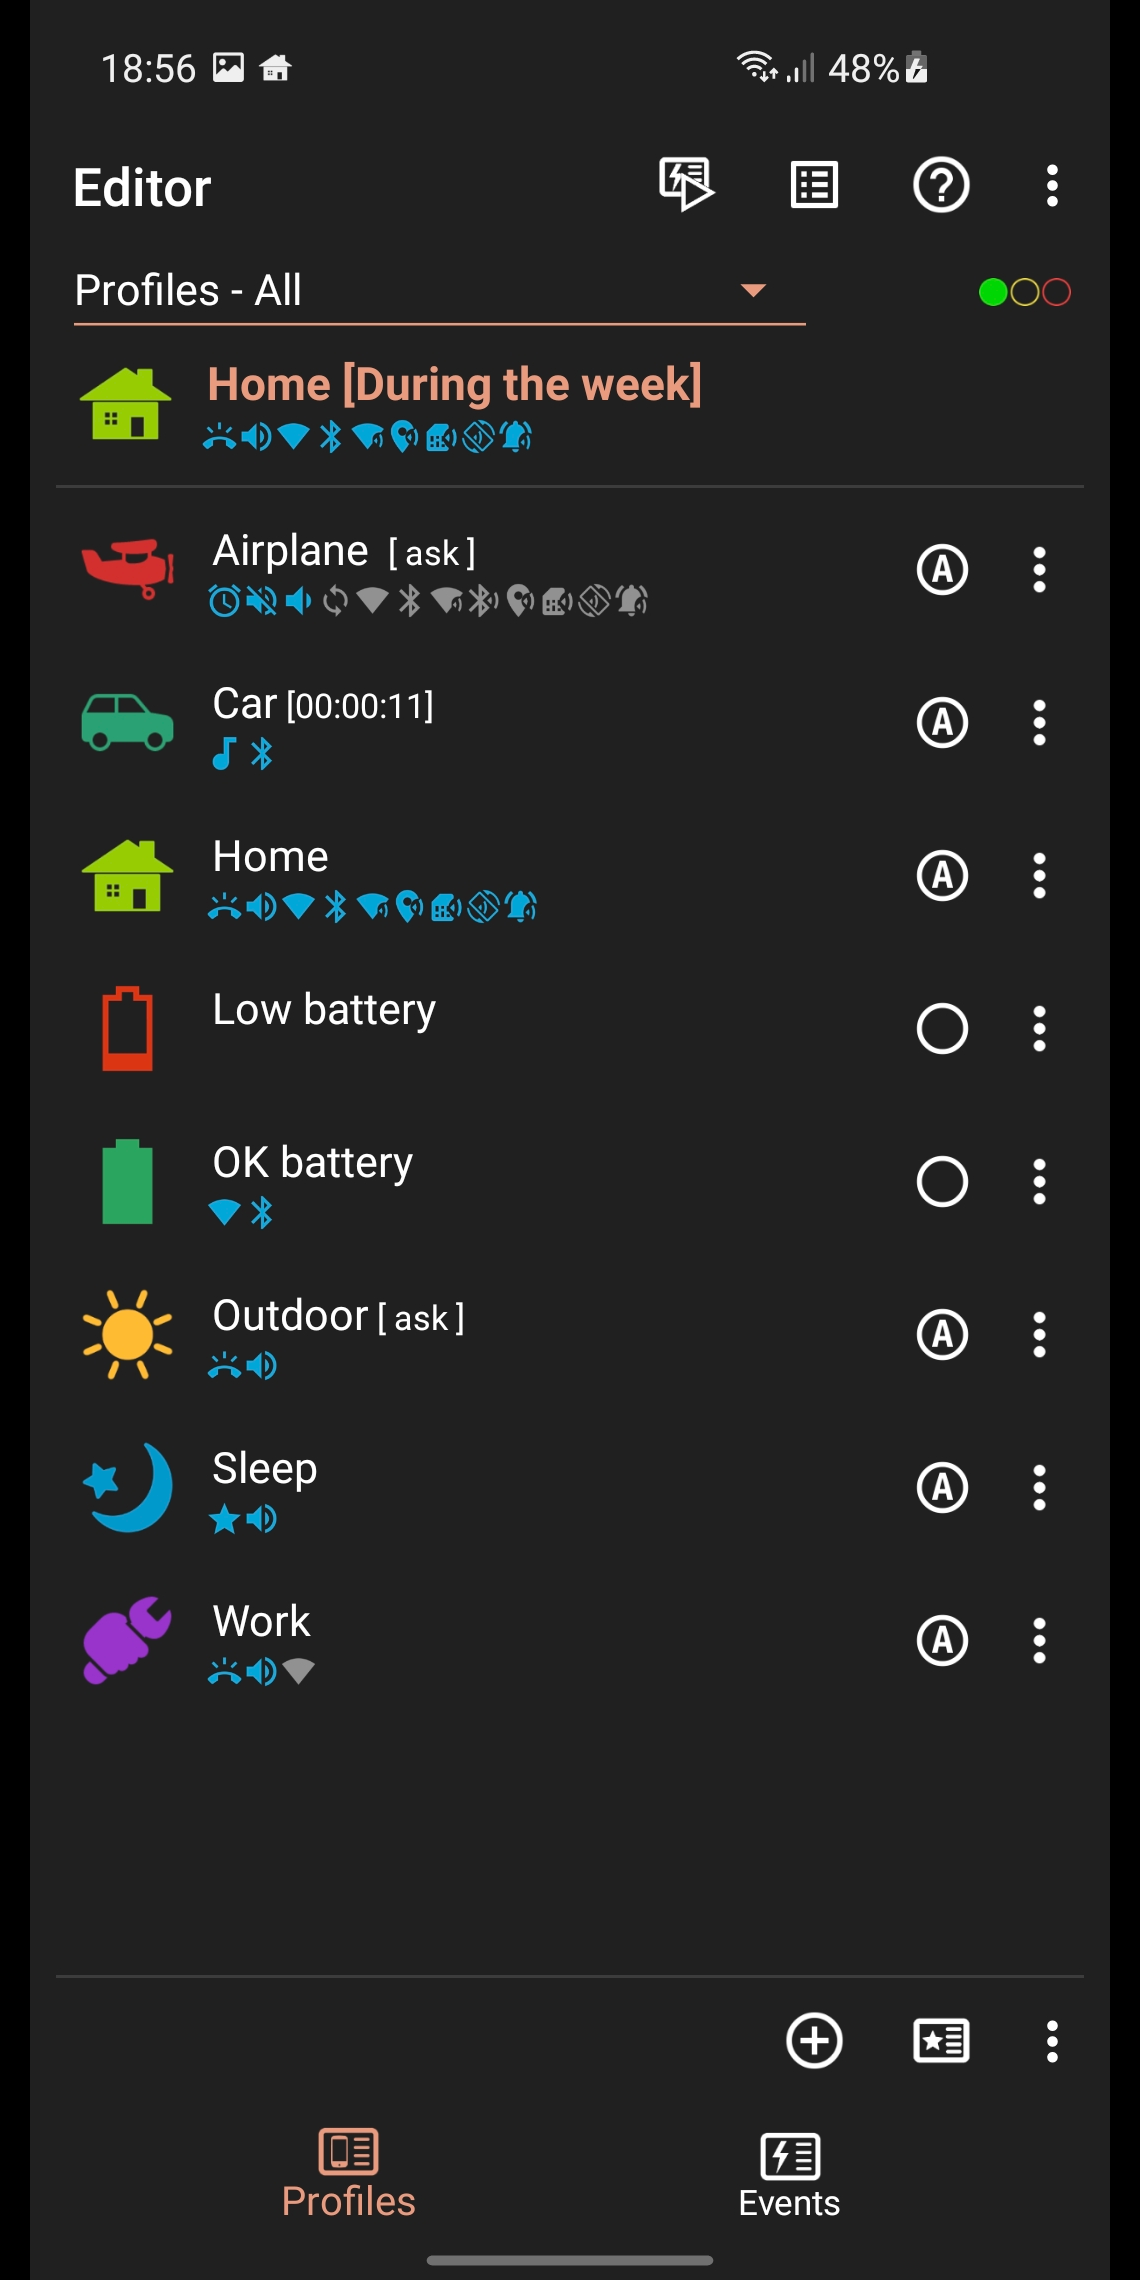 18:56
48%
Editor
Profiles - All
Home [During the week]
Airplane [ ask ]
A
Car [00:00:11]
A
Home
A
Low battery
OK battery
Outdoor [ ask ]
A
Sleep
A
Work
A
Profiles
Events